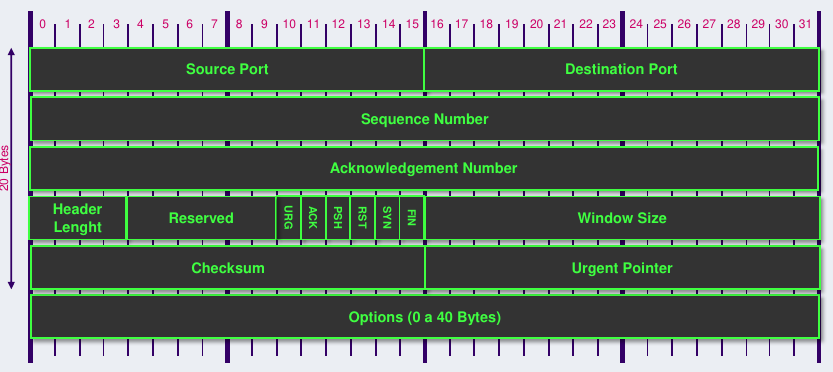 0 1 2 3 4 5 6 7 8 9 10 11 12 13 14 15 16 17 18 19 20 21 22 23 24 25 26 27 28 29 30 31
Source Port Destination Port
Sequence Number
20 Bytes
Acknowledgement Number
Header
Lenght
Reserved URG ACK PSH RST SYN FIN Window Size
Checksum Urgent Pointer
Options (0 a 40 Bytes)